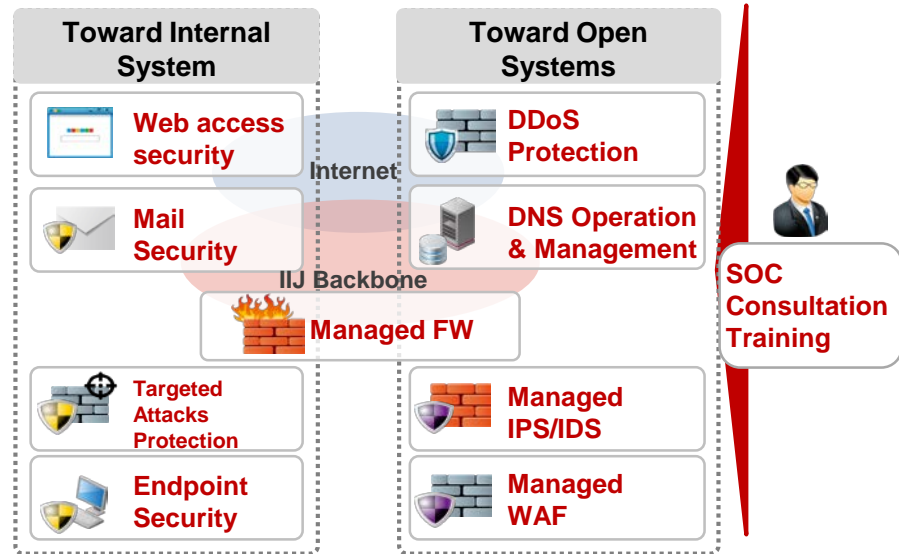 Toward Internal
System
Web access
security
Mail
Security
Targeted
Attacks
Protection
Endpoint
Security
Internet
IIJ Backbone
Managed FW
Toward Open
Systems
DDoS
Protection
DNS Operation
& Management
Managed
IPS/IDS
Managed
WAF
SOC
Consultation
Training